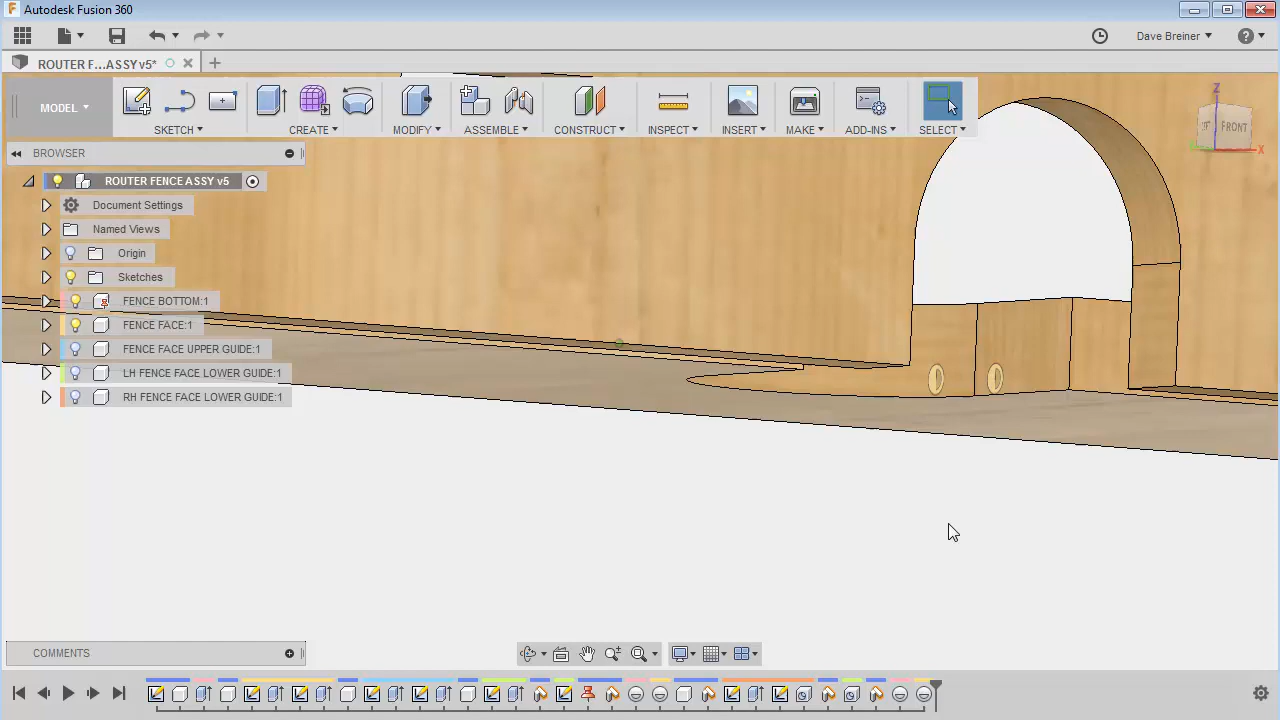 Autodesk Fusion 360
Dave Breiner
ROUTER F...ASSY v5*
MODEL
SKETCH
CREATE
MODIFY
ASSEMBLE
CONSTRUCT
INSPECT
INSERT
MAKE
ADD-INS
SELECT
Z
FRONT
X
BROWSER
ROUTER FENCE ASSY v5
Document Settings
Named Views
Origin
Sketches
FENCE BOTTOM:1
FENCE FACE:1
FENCE FACE UPPER GUIDE:1
LH FENCE FACE LOWER GUIDE:1
RH FENCE FACE LOWER GUIDE:1
COMMENTS